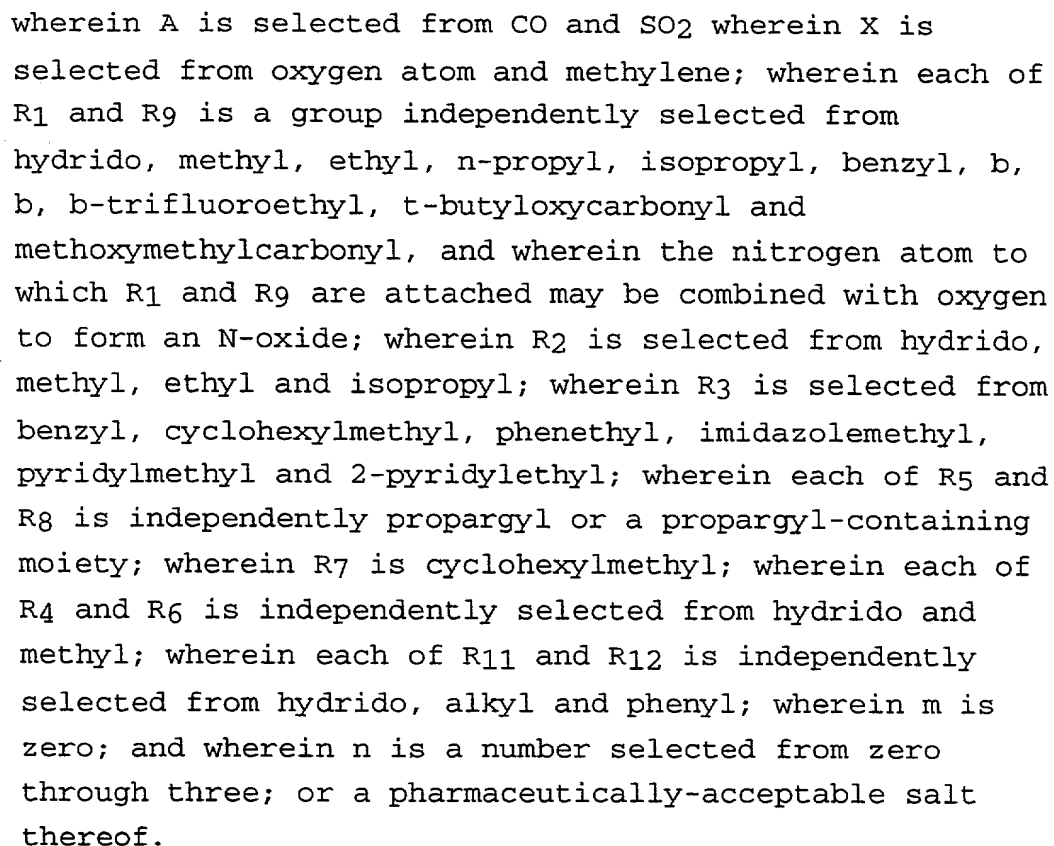 wherein A is selected from CO and SO2 wherein X is
selected from oxygen atom and methylene; wherein each of
R1 and R9 is a group independently selected from
hydrido, methyl, ethyl, n-propyl, isopropyl, benzyl, b,
b, b-trifluoroethyl, t-butyloxycarbonyl and
methoxymethylcarbonyl, and wherein the nitrogen atom to
which R1 and R9 are attached may be combined with oxygen
to form an N-oxide; wherein R2 is selected from hydrido,
methyl, ethyl and isopropyl; wherein R3 is selected from
benzyl, cyclohexylmethyl, phenethyl, imidazolemethyl,
pyridylmethyl and 2-pyridylethyl; wherein each of R5 and
R8 is independently propargyl or a propargyl-containing
moiety; wherein R7 is cyclohexylmethyl; wherein each of
R4 and R6 is independently selected from hydrido and
methyl; wherein each of R11 and R12 is independently
selected from hydrido, alkyl and phenyl; wherein m is
zero; and wherein n is a number selected from zero
through three; or a pharmaceutically-acceptable salt
thereof.